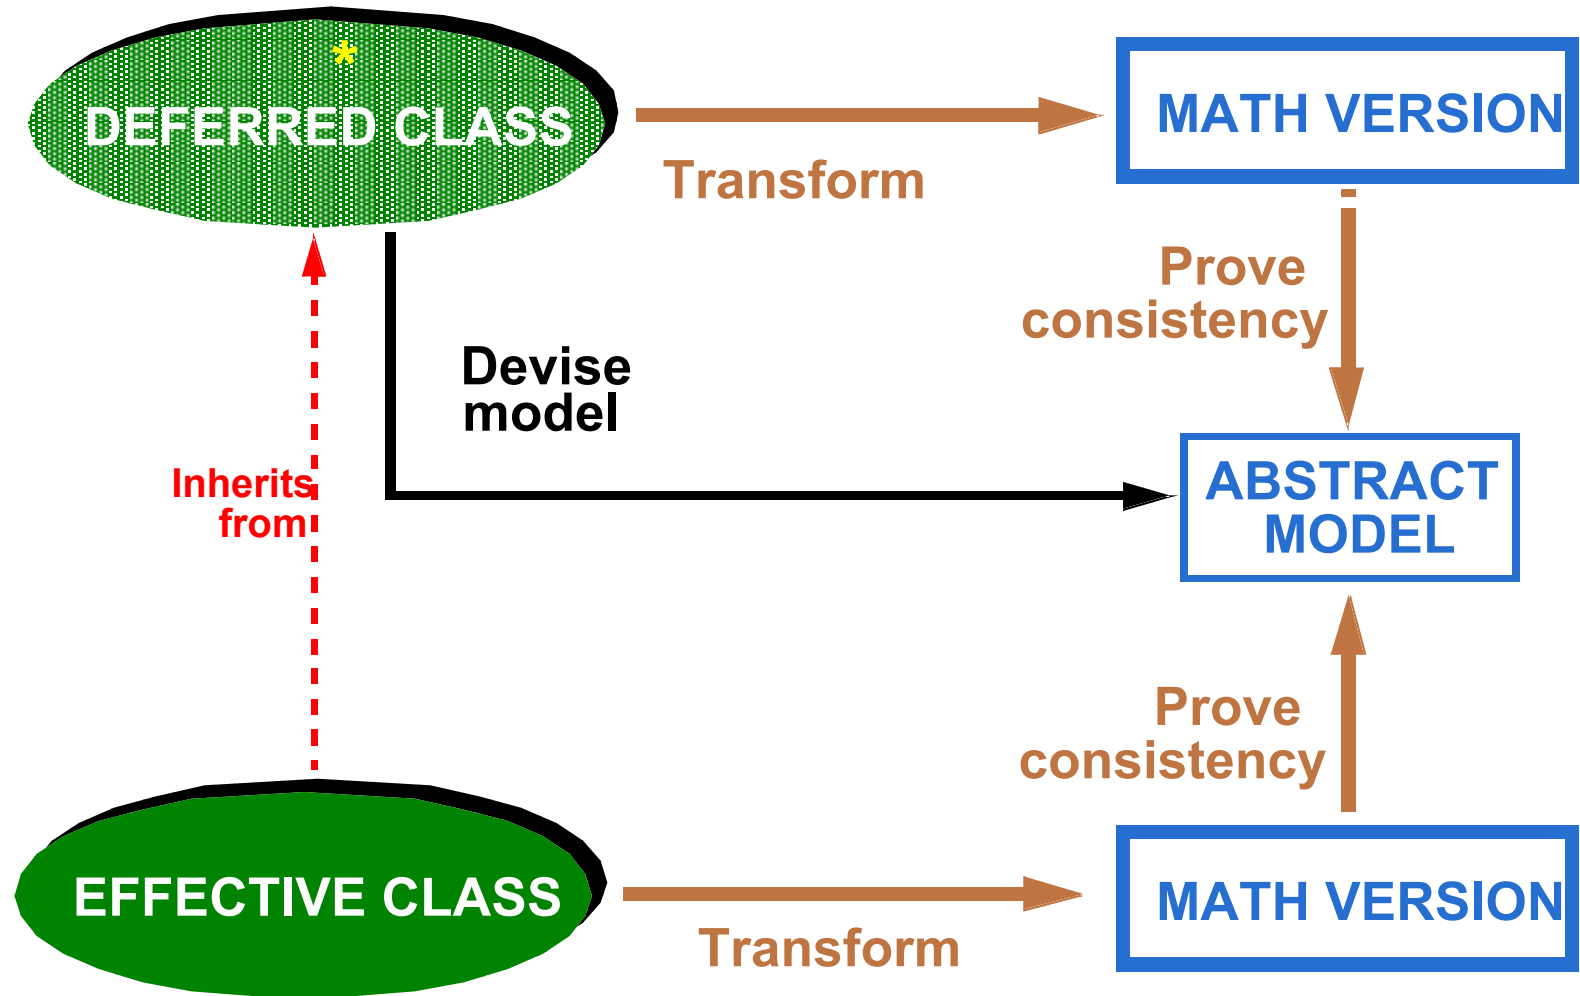 *
DEFERRED CLASS
MATH VERSION
Transform
Prove
consistency
Devise
model
Inherits
from
ABSTRACT
MODEL
Prove
consistency
EFFECTIVE CLASS
MATH VERSION
Transform